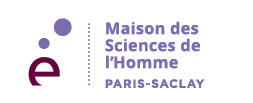 e
Maison des
Sciences de
l'Homme
PARIS-SACLAY